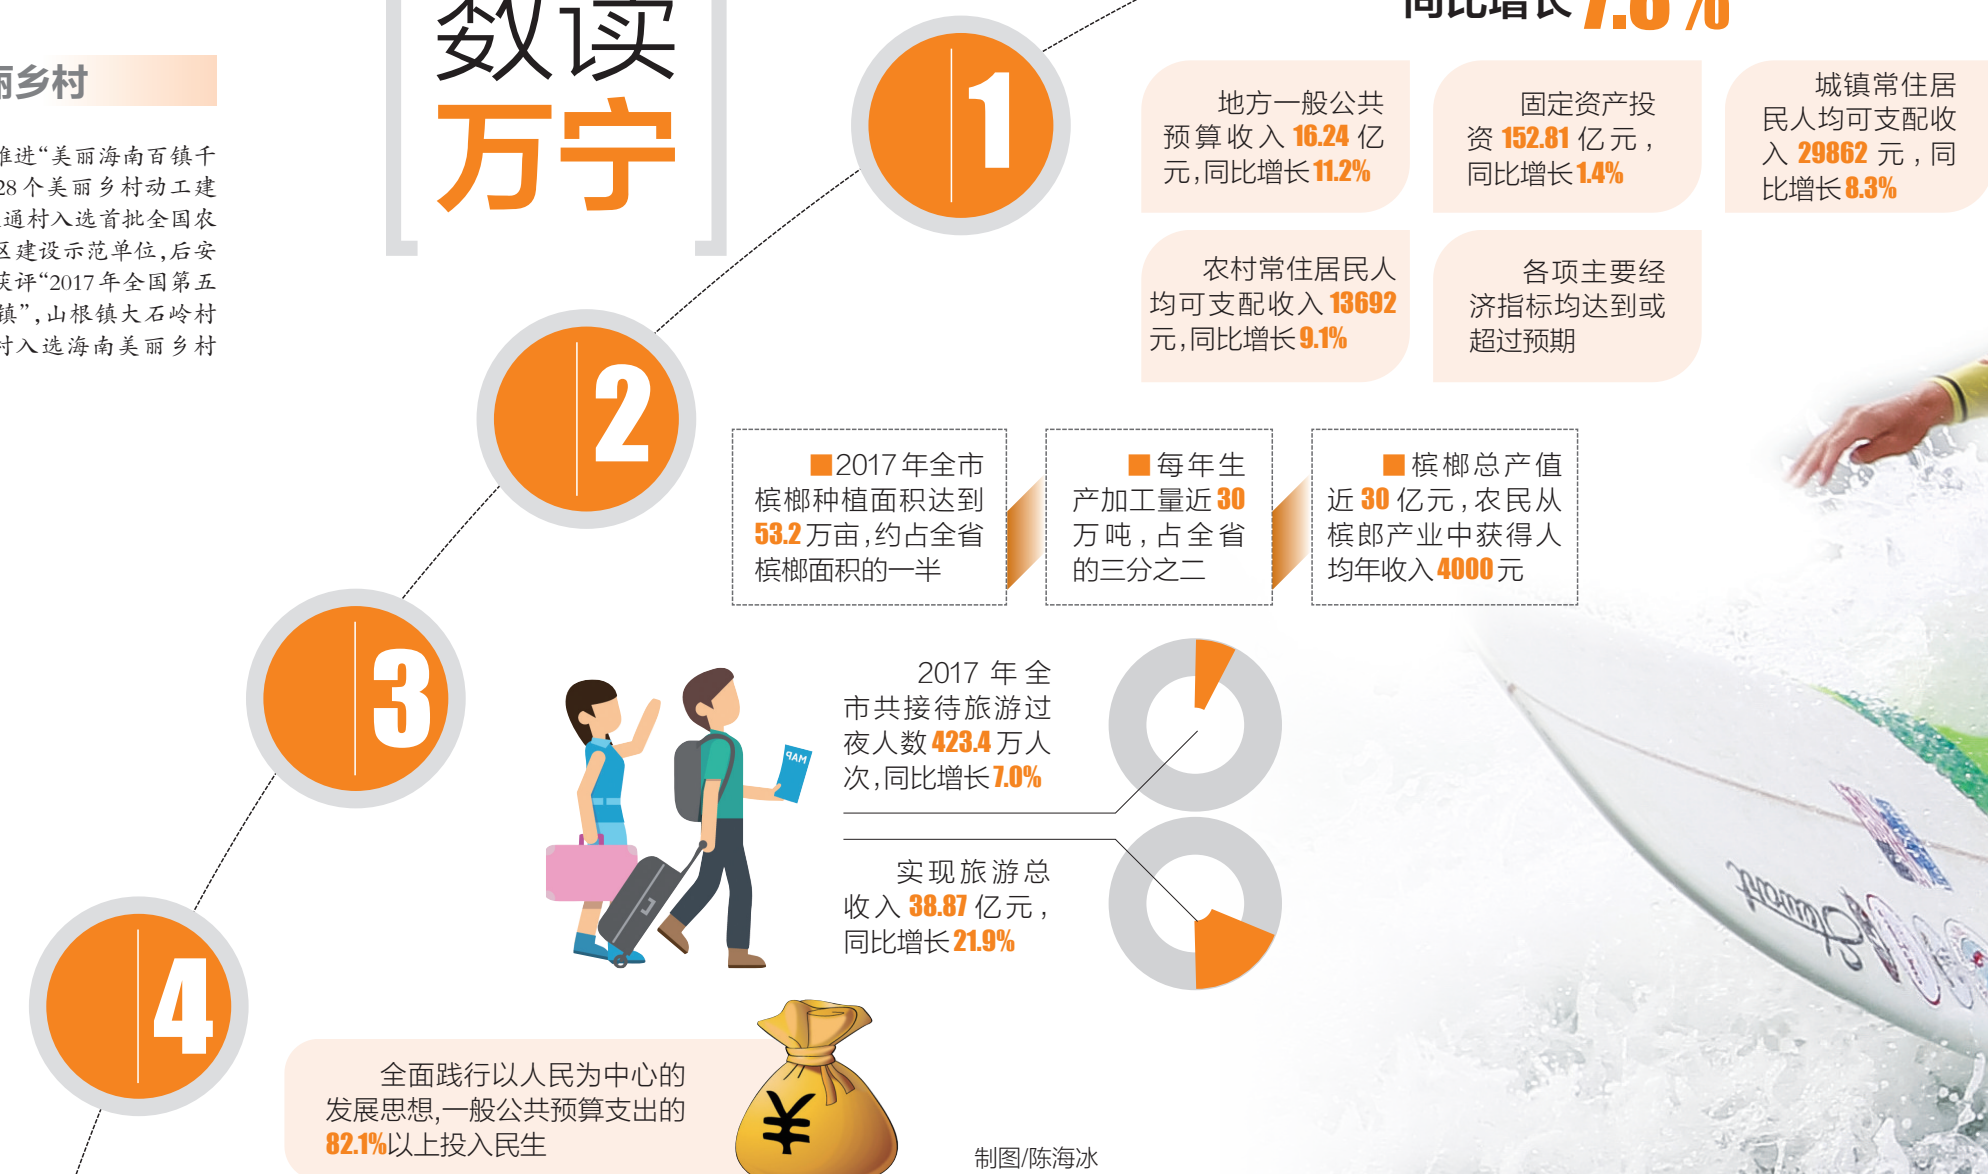 数读
万宁
同比增长7.8%
丽乡村
推进“美丽海南百镇千
28个美丽乡村动工建
通村入选首批全国农
区建设示范单位,后安
获评“2017年全国第五
镇”,山根镇大石岭村
村入选海南美丽乡村
1
地方一般公共
预算收入16.24亿
元,同比增长11.2%
固定资产投
资152.81亿元,
同比增长1.4%
城镇常住居
民人均可支配收
入29862元,同
比增长8.3%
农村常住居民人
均可支配收入13692
元,同比增长9.1%
各项主要经
济指标均达到或
超过预期
2
■2017年全市
槟榔种植面积达到
53.2万亩,约占全省
槟榔面积的一半
■每年生
产加工量近30
万吨,占全省
的三分之二
■槟榔总产值
近30亿元,农民从
槟郎产业中获得人
均年收入4000元
3
2017年全
市共接待旅游过
夜人数423.4万人
次,同比增长7.0%
MAP
实现旅游总
收入38.87亿元,
同比增长21.9%
4
全面践行以人民为中心的
发展思想,一般公共预算支出的
82.1%以上投入民生
¥
制图/陈海冰